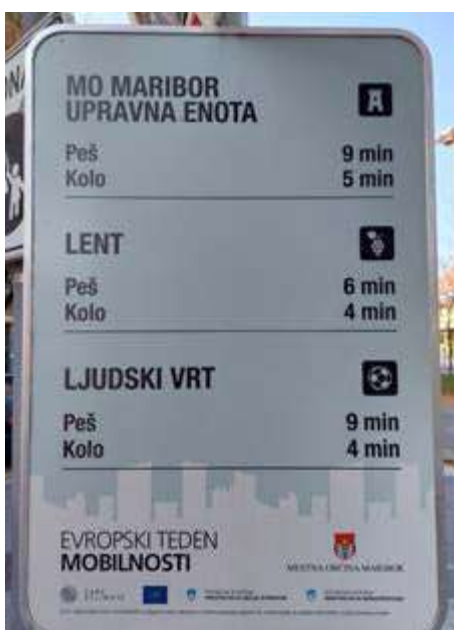 MO MARIBOR
UPRAVNA ENOTA
Peš 9 min
Kolo 5 min
LENT
Peš 6 min
Kolo 4 min
LJUDSKI VRT
Peš 9 min
Kolo 4 min
EVROPSKI TEDEN
MOBILNOSTI
MESTNA OBČINA MARIBOR